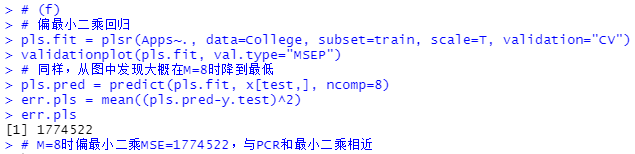 > # (f)
> # 偏最小二乘回归
> pls.fit = plsr(Apps~., data=College, subset=train, scale=T, validation="CV")
> validationplot(pls.fit, val.type="MSEP")
> # 同样，从图中发现大概在M=8时降到最低
> pls.pred = predict(pls.fit, x[test,], ncomp=8)
> err.pls = mean((pls.pred-y.test)^2)
> err.pls
[1] 1774522
> # M=8时偏最小二乘MSE=1774522，与PCR和最小二乘相近